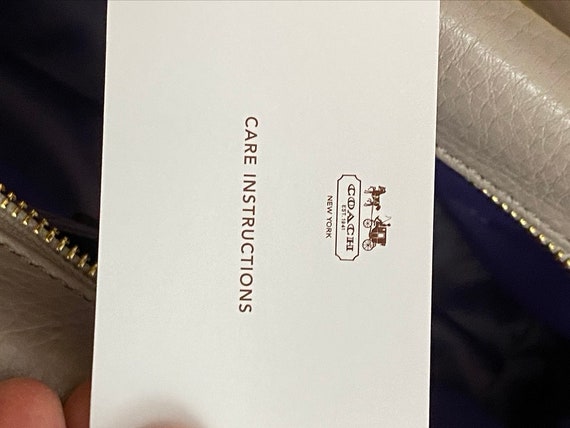 COACH
EST. 1941
NEW YORK
CARE INSTRUCTIONS